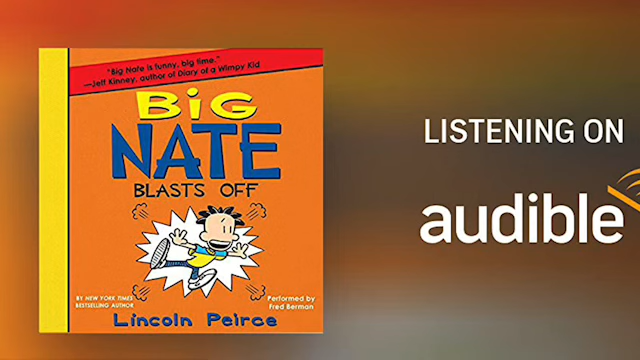 "Big Nate is funny, big time."
—Jeff Kinney, author of Diary of a Wimpy Kid
BiG
NATE
BLASTS OFF
BY NEW YORK TIMES
BESTSELLING AUTHOR
Performed by
Fred Berman
Lincoln Peirce
LISTENING ON
audible